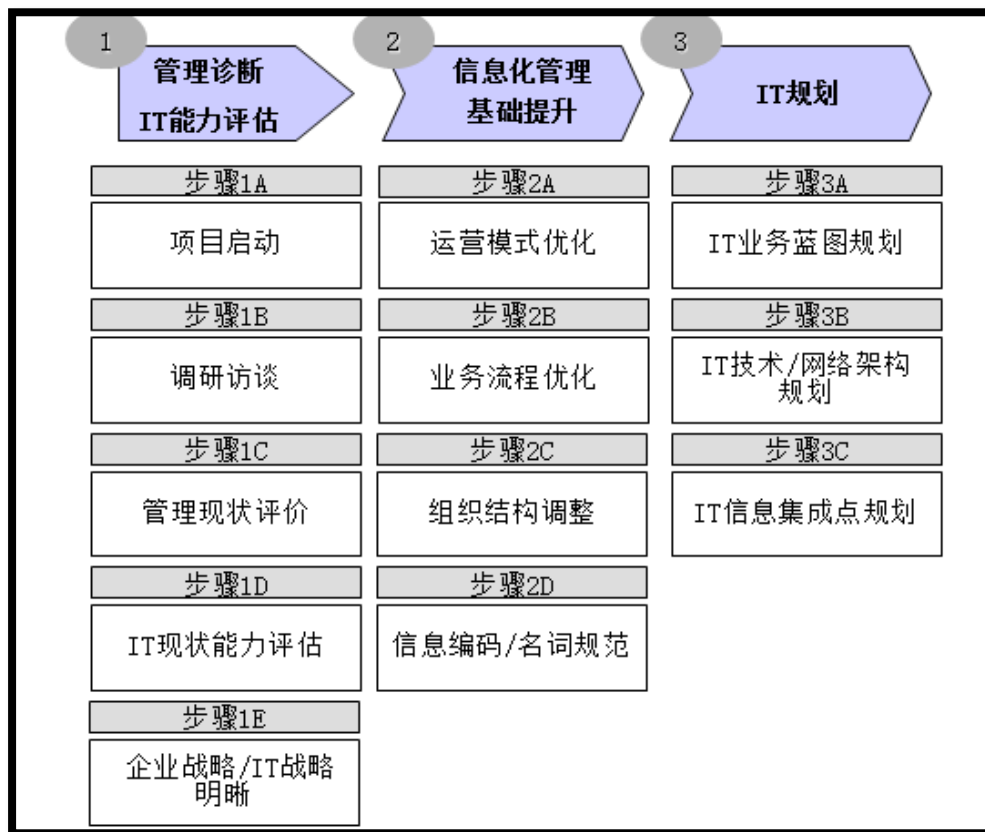 1
管理诊断
IT能力评估
2
信息化管理
基础提升
3
IT规划
步骤1A
项目启动
步骤1B
调研访谈
步骤1C
管理现状评价
步骤1D
IT现状能力评估
步骤1E
企业战略/IT战略
明晰
步骤2A
运营模式优化
步骤2B
业务流程优化
步骤2C
组织结构调整
步骤2D
信息编码/名词规范
步骤3A
IT业务蓝图规划
步骤3B
IT技术/网络架构
规划
步骤3C
IT信息集成点规划